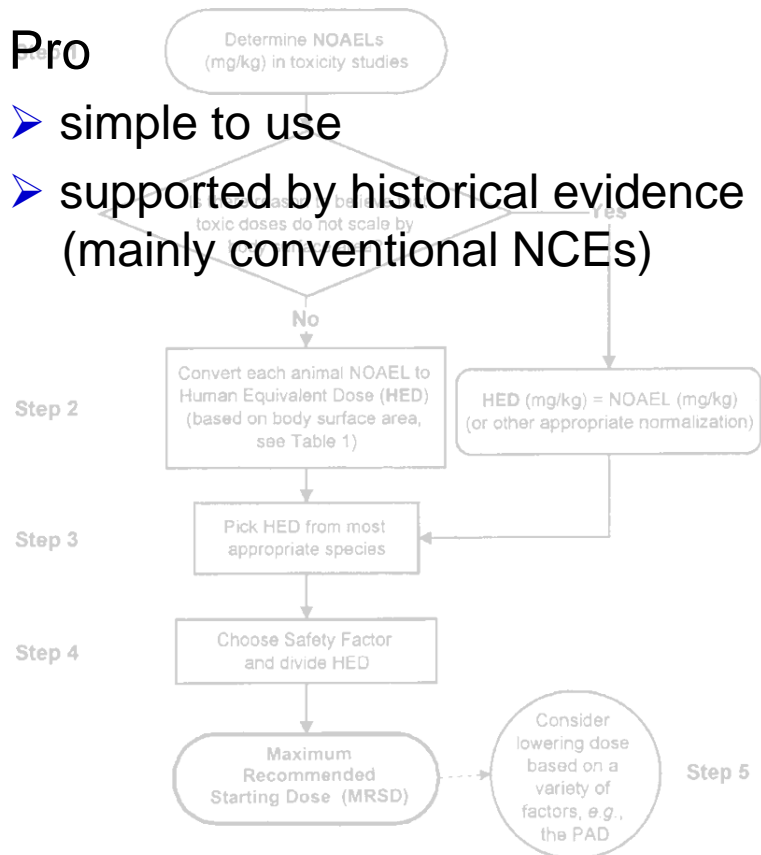 Pro
Step 1
Determine NOAELs
(mg/kg) in toxicity studies
➢ simple to use
➢ supported by historical evidence
(mainly conventional NCEs)
toxic doses do not scale by
Yes
No
Step 2
Convert each animal NOAEL to
Human Equivalent Dose (HED)
(based on body surface area,
see Table 1)
HED (mg/kg) = NOAEL (mg/kg)
(or other appropriate normalization)
Step 3
Pick HED from most
appropriate species
Step 4
Choose Safety Factor
and divide HED
Maximum
Recommended
Starting Dose (MRSD)
Consider
lowering dose
based on a
variety of
factors, e.g.,
the PAD
Step 5